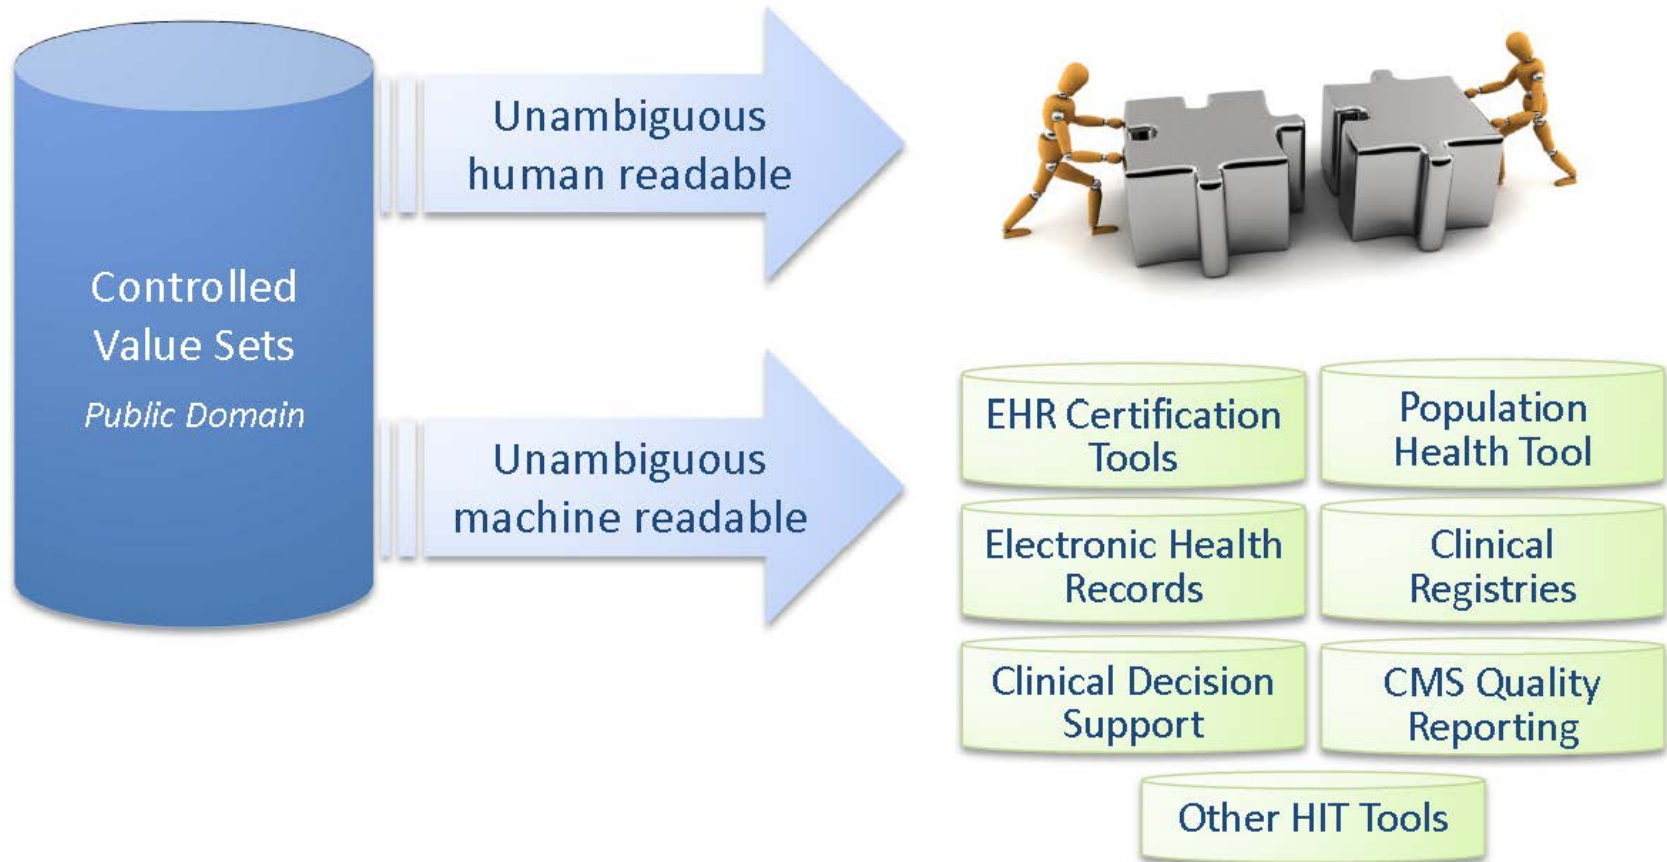 Controlled
Value Sets
Public Domain
Unambiguous
human readable
Unambiguous
machine readable
EHR Certification
Tools
Population
Health Tool
Electronic Health
Records
Clinical
Registries
Clinical Decision
Support
CMS Quality
Reporting
Other HIT Tools